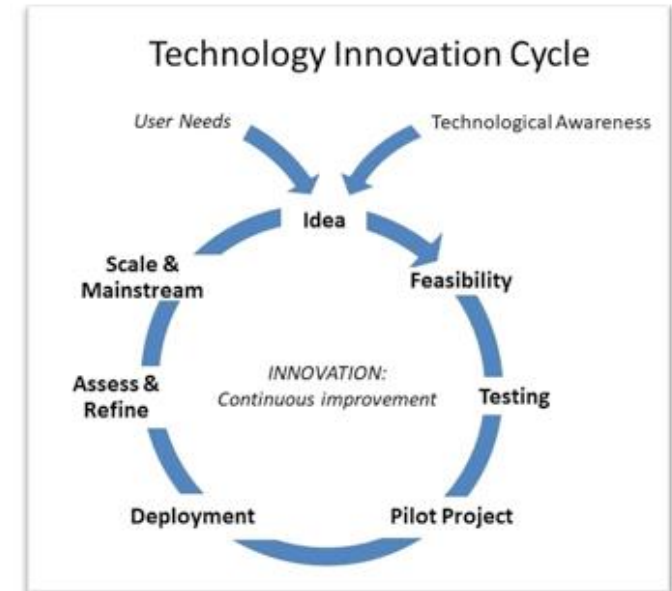 Technology Innovation Cycle
User Needs
Technological Awareness
Idea
Feasibility
Testing
Pilot Project
Deployment
Assess &
Refine
Scale &
Mainstream
INNOVATION:
Continuous improvement